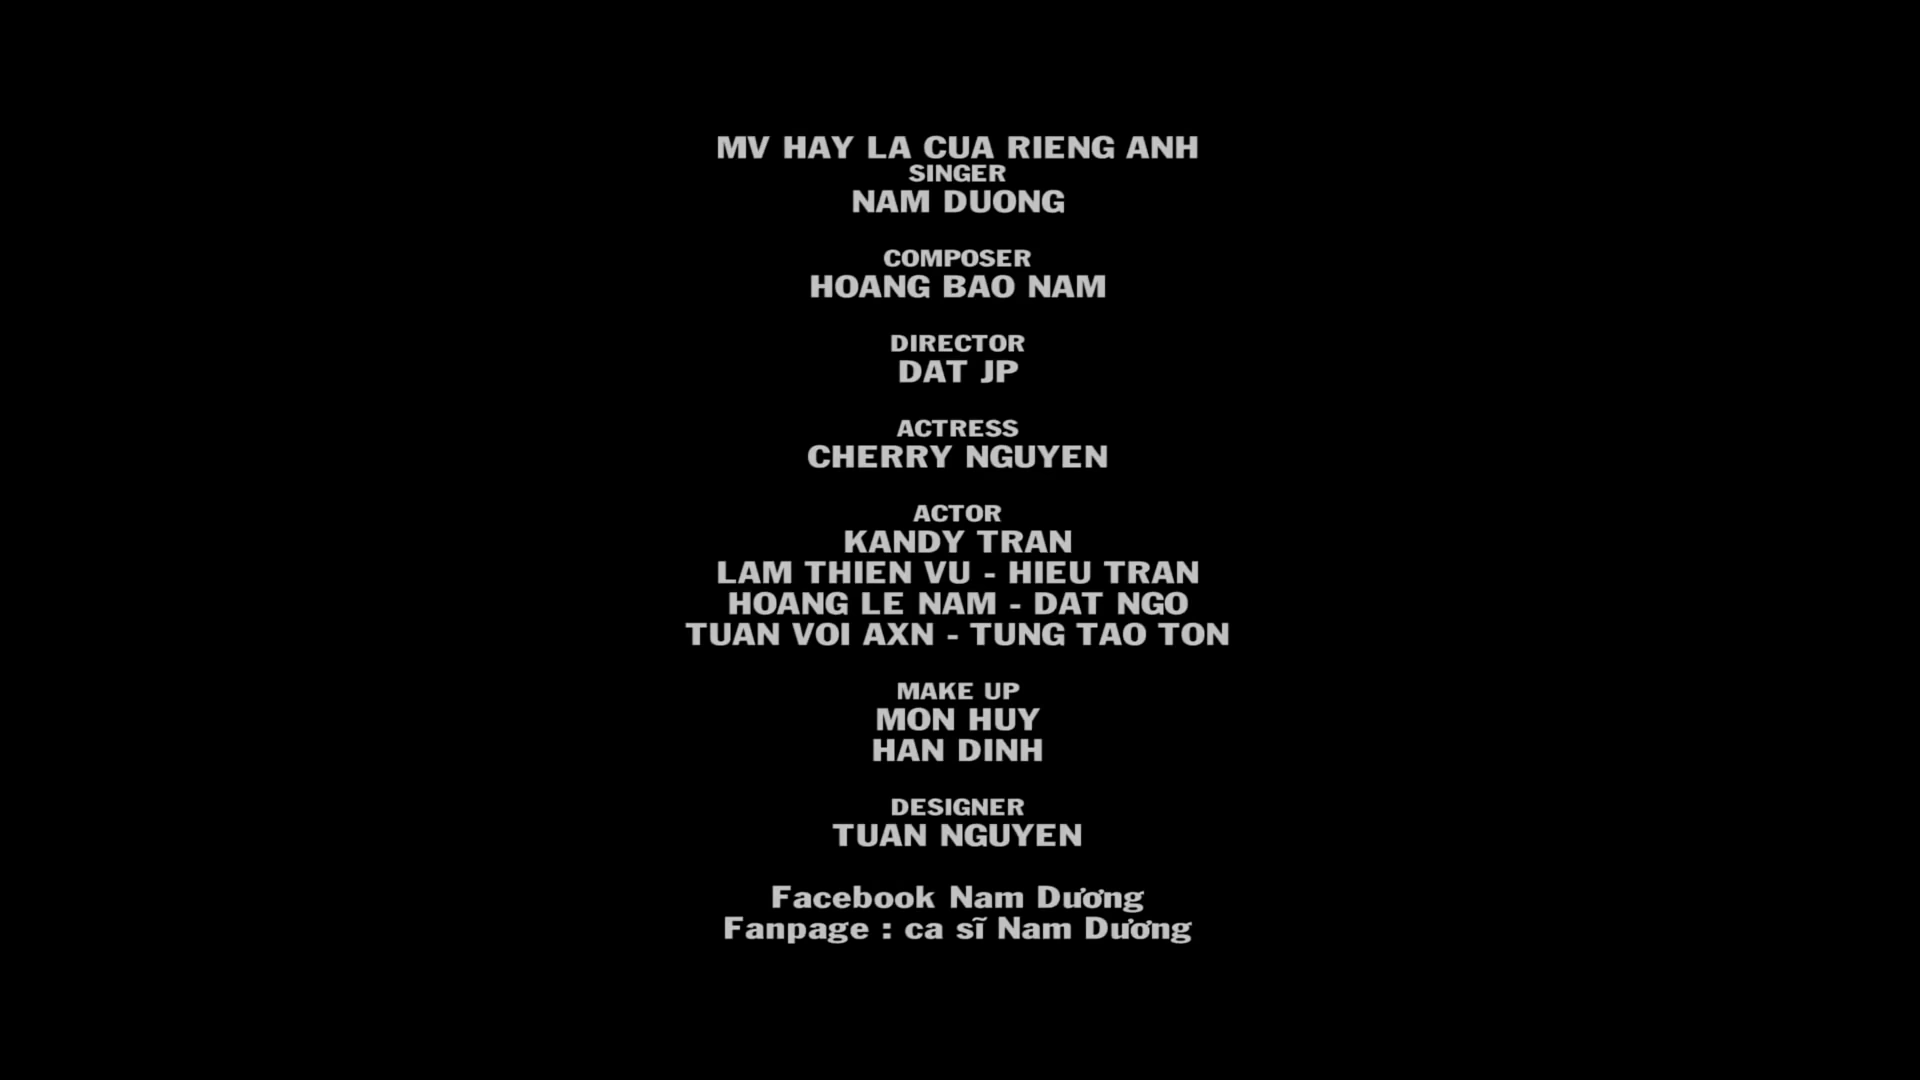 MV HAY LA CUA RIENG ANH
SINGER
NAM DUONG
COMPOSER
HOANG BAO NAM
DIRECTOR
DAT JP
ACTRESS
CHERRY NGUYEN
ACTOR
KANDY TRAN
LAM THIEN VU - HIEU TRAN
HOANG LE NAM - DAT NGO
TUAN VOI AXN - TUNG TAO TON
MAKE UP
MON HUY
HAN DINH
DESIGNER
TUAN NGUYEN
Facebook Nam Dương
Fanpage : ca sĩ Nam Dương